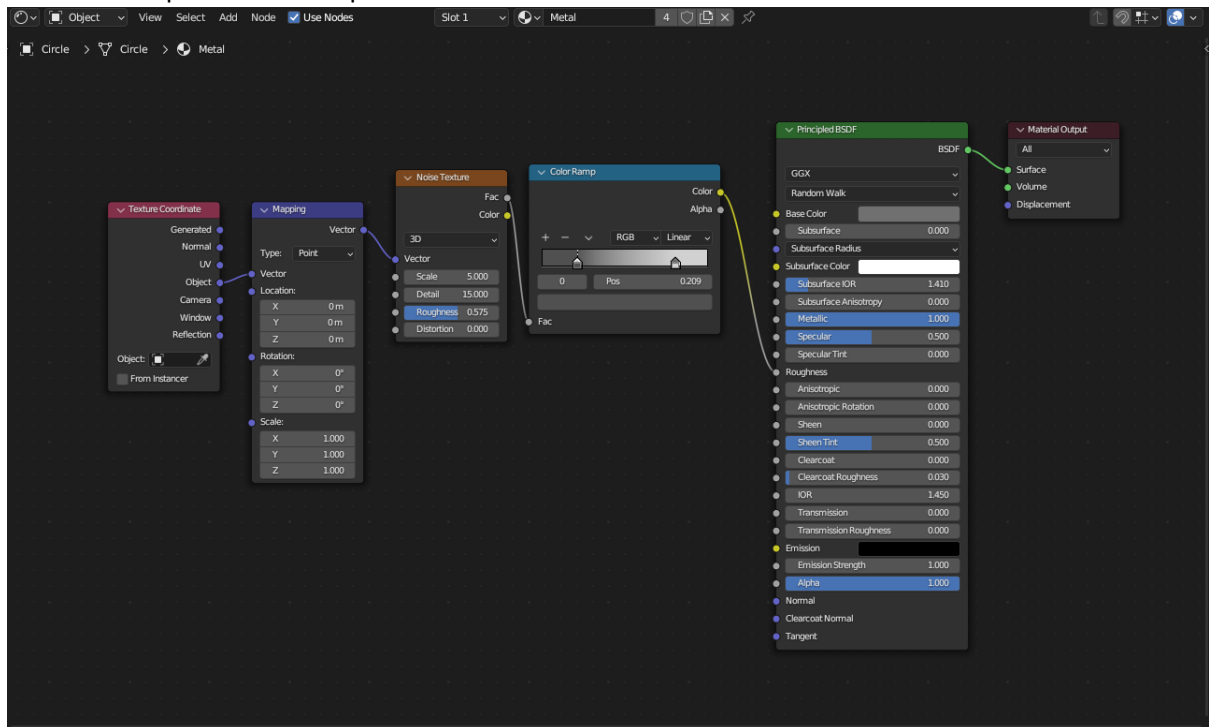 Object View Select Add Node Use Nodes Slot 1 Metal 4
Circle > Circle > Metal
Texture Coordinate
Generated
Normal
UV
Object
Camera
Window
Reflection
Object:
From Instancer
Mapping
Vector
Type: Point
Vector
Location:
X 0 m
Y 0 m
Z 0 m
Rotation:
X 0°
Y 0°
Z 0°
Scale:
X 1.000
Y 1.000
Z 1.000
Noise Texture
Fac
Color
3D
Vector
Scale 5.000
Detail 15.000
Roughness 0.575
Distortion 0.000
ColorRamp
Color
Alpha
+ − RGB Linear
0 Pos 0.209
Fac
Principled BSDF
BSDF
GGX
Random Walk
Base Color
Subsurface 0.000
Subsurface Radius
Subsurface Color
Subsurface IOR 1.410
Subsurface Anisotropy 0.000
Metallic 1.000
Specular 0.500
Specular Tint 0.000
Roughness
Anisotropic 0.000
Anisotropic Rotation 0.000
Sheen 0.000
Sheen Tint 0.500
Clearcoat 0.000
Clearcoat Roughness 0.030
IOR 1.450
Transmission 0.000
Transmission Roughness 0.000
Emission
Emission Strength 1.000
Alpha 1.000
Normal
Clearcoat Normal
Tangent
Material Output
All
Surface
Volume
Displacement